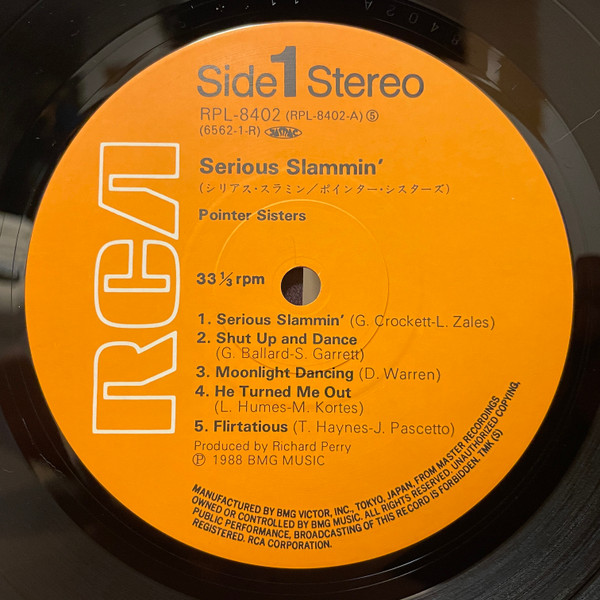 Side 1 Stereo
RPL-8402 (RPL-8402-A) ⑤
(6562-1-R) JASRAC
Serious Slammin'
(シリアス・スラミン／ポインター・シスターズ)
Pointer Sisters
RCA
33 1/3 rpm
1. Serious Slammin' (G. Crockett-L. Zales)
2. Shut Up and Dance
(G. Ballard-S. Garrett)
3. Moonlight Dancing (D. Warren)
4. He Turned Me Out
(L. Humes-M. Kortes)
5. Flirtatious (T. Haynes-J. Pascetto)
Produced by Richard Perry
℗ 1988 BMG MUSIC
MANUFACTURED BY BMG VICTOR, INC., TOKYO, JAPAN, FROM MASTER RECORDINGS
OWNED OR CONTROLLED BY BMG MUSIC. ALL RIGHTS RESERVED. UNAUTHORIZED COPYING,
PUBLIC PERFORMANCE, BROADCASTING OF THIS RECORD IS FORBIDDEN. TMK (S)
REGISTERED. RCA CORPORATION.